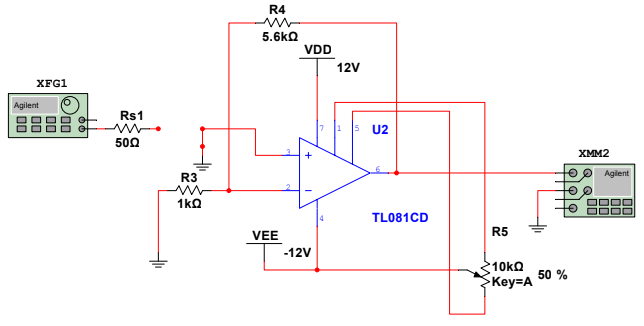 R4
5.6kΩ
VDD
12V
XFG1
Agilent
Rs1
50Ω
7
1
5
U2
3
+
6
XMM2
Agilent
R3
2
−
1kΩ
4
TL081CD
VEE
-12V
R5
10kΩ
50 %
Key=A